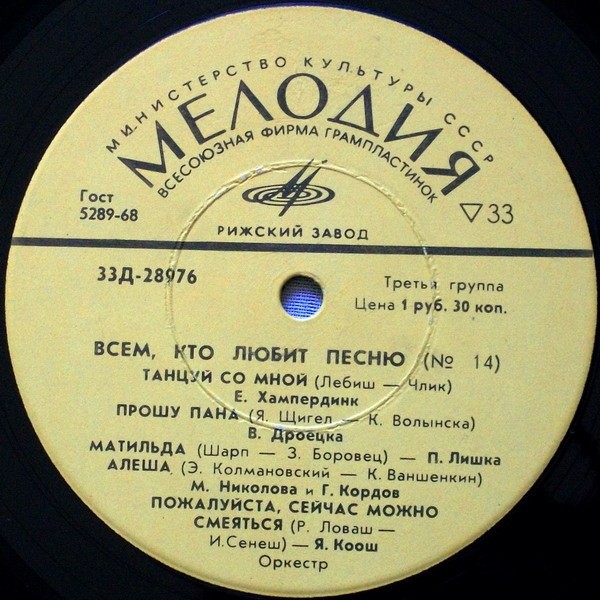 МИНИСТЕРСТВО КУЛЬТУРЫ СССР
МЕЛОДИЯ
ВСЕСОЮЗНАЯ ФИРМА ГРАМПЛАСТИНОК
Гост
5289-68
▽33
РИЖСКИЙ ЗАВОД
33Д-28976
Третья группа
Цена 1 руб. 30 коп.
ВСЕМ, КТО ЛЮБИТ ПЕСНЮ (№ 14)
ТАНЦУЙ СО МНОЙ (Лебиш — Члик)
Е. Хампердинк
ПРОШУ ПАНА (Я. Щигел — К. Волынска)
В. Дроецка
МАТИЛЬДА (Шарп — З. Боровец) — П. Лишка
АЛЕША, (Э. Колмановский — К. Ваншенкин)
М. Николова и Г. Кордов
ПОЖАЛУЙСТА, СЕЙЧАС МОЖНО
СМЕЯТЬСЯ (Р. Ловаш —
И.Сенеш) — Я. Коош
Оркестр